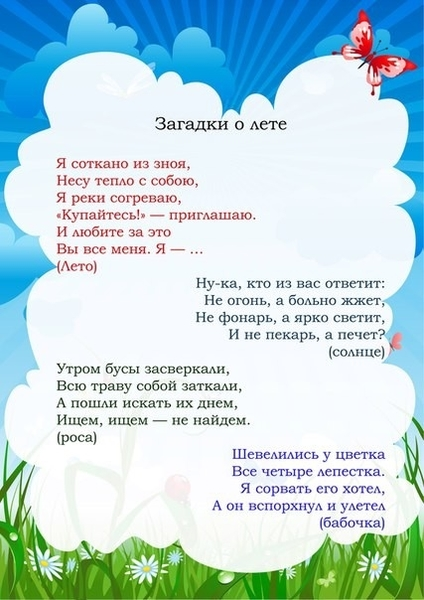 Загадки о лете
Я соткано из зноя,
Несу тепло с собою,
Я реки согреваю,
«Купайтесь!» — приглашаю.
И любите за это
Вы все меня. Я — ...
(Лето)
Ну-ка, кто из вас ответит:
Не огонь, а больно жжет,
Не фонарь, а ярко светит,
И не пекарь, а печет?
(солнце)
Утром бусы засверкали,
Всю траву собой заткали,
А пошли искать их днем,
Ищем, ищем — не найдем.
(роса)
Шевелились у цветка
Все четыре лепестка.
Я сорвать его хотел,
А он вспорхнул и улетел
(бабочка)